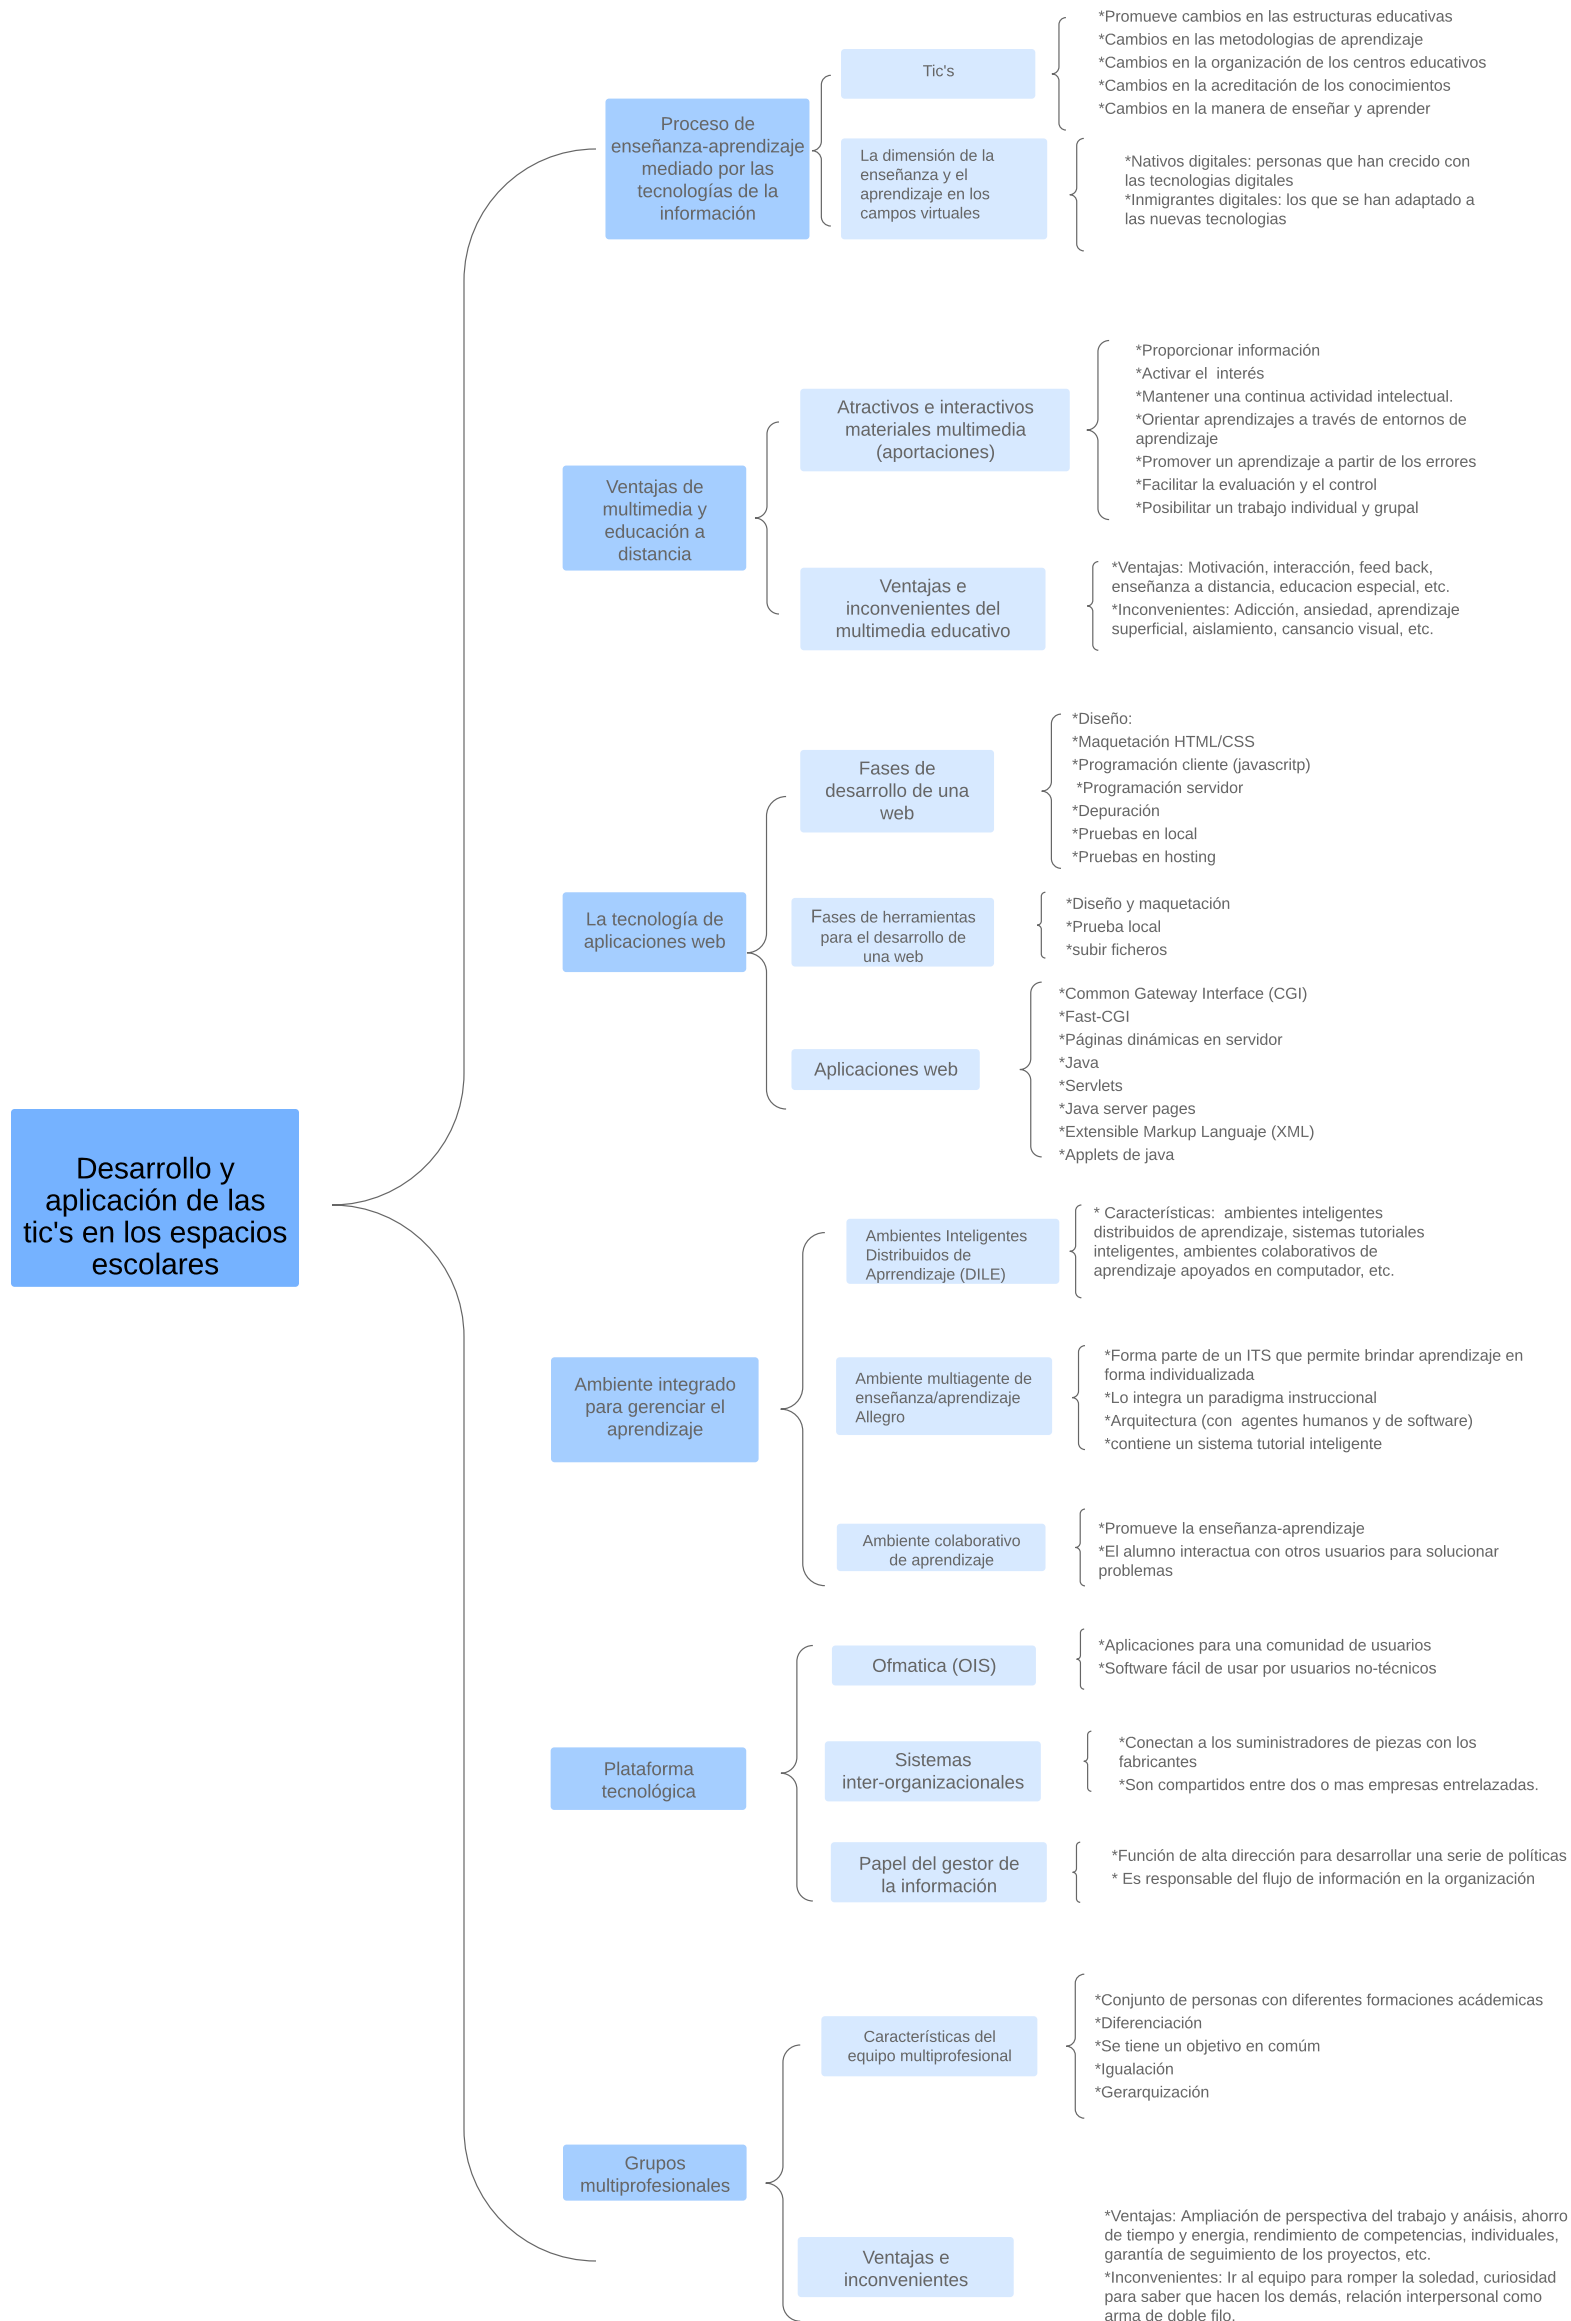 Desarrollo y
aplicación de las
tic's en los espacios
escolares
Proceso de
enseñanza-aprendizaje
mediado por las
tecnologías de la
información
Tic's
*Promueve cambios en las estructuras educativas
*Cambios en las metodologias de aprendizaje
*Cambios en la organización de los centros educativos
*Cambios en la acreditación de los conocimientos
*Cambios en la manera de enseñar y aprender
La dimensión de la
enseñanza y el
aprendizaje en los
campos virtuales
*Nativos digitales: personas que han crecido con
las tecnologias digitales
*Inmigrantes digitales: los que se han adaptado a
las nuevas tecnologias
Ventajas de
multimedia y
educación a
distancia
Atractivos e interactivos
materiales multimedia
(aportaciones)
*Proporcionar información
*Activar el  interés
*Mantener una continua actividad intelectual.
*Orientar aprendizajes a través de entornos de
aprendizaje
*Promover un aprendizaje a partir de los errores
*Facilitar la evaluación y el control
*Posibilitar un trabajo individual y grupal
Ventajas e
inconvenientes del
multimedia educativo
*Ventajas: Motivación, interacción, feed back,
enseñanza a distancia, educacion especial, etc.
*Inconvenientes: Adicción, ansiedad, aprendizaje
superficial, aislamiento, cansancio visual, etc.
La tecnología de
aplicaciones web
Fases de
desarrollo de una
web
*Diseño:
*Maquetación HTML/CSS
*Programación cliente (javascritp)
*Programación servidor
*Depuración
*Pruebas en local
*Pruebas en hosting
Fases de herramientas
para el desarrollo de
una web
*Diseño y maquetación
*Prueba local
*subir ficheros
Aplicaciones web
*Common Gateway Interface (CGI)
*Fast-CGI
*Páginas dinámicas en servidor
*Java
*Servlets
*Java server pages
*Extensible Markup Languaje (XML)
*Applets de java
Ambiente integrado
para gerenciar el
aprendizaje
Ambientes Inteligentes
Distribuidos de
Aprrendizaje (DILE)
* Características:  ambientes inteligentes
distribuidos de aprendizaje, sistemas tutoriales
inteligentes, ambientes colaborativos de
aprendizaje apoyados en computador, etc.
Ambiente multiagente de
enseñanza/aprendizaje
Allegro
*Forma parte de un ITS que permite brindar aprendizaje en
forma individualizada
*Lo integra un paradigma instruccional
*Arquitectura (con  agentes humanos y de software)
*contiene un sistema tutorial inteligente
Ambiente colaborativo
de aprendizaje
*Promueve la enseñanza-aprendizaje
*El alumno interactua con otros usuarios para solucionar
problemas
Plataforma
tecnológica
Ofmatica (OIS)
*Aplicaciones para una comunidad de usuarios
*Software fácil de usar por usuarios no-técnicos
Sistemas
inter-organizacionales
*Conectan a los suministradores de piezas con los
fabricantes
*Son compartidos entre dos o mas empresas entrelazadas.
Papel del gestor de
la información
*Función de alta dirección para desarrollar una serie de políticas
* Es responsable del flujo de información en la organización
Grupos
multiprofesionales
Características del
equipo multiprofesional
*Conjunto de personas con diferentes formaciones acádemicas
*Diferenciación
*Se tiene un objetivo en comúm
*Igualación
*Gerarquización
Ventajas e
inconvenientes
*Ventajas: Ampliación de perspectiva del trabajo y anáisis, ahorro
de tiempo y energia, rendimiento de competencias, individuales,
garantía de seguimiento de los proyectos, etc.
*Inconvenientes: Ir al equipo para romper la soledad, curiosidad
para saber que hacen los demás, relación interpersonal como
arma de doble filo.